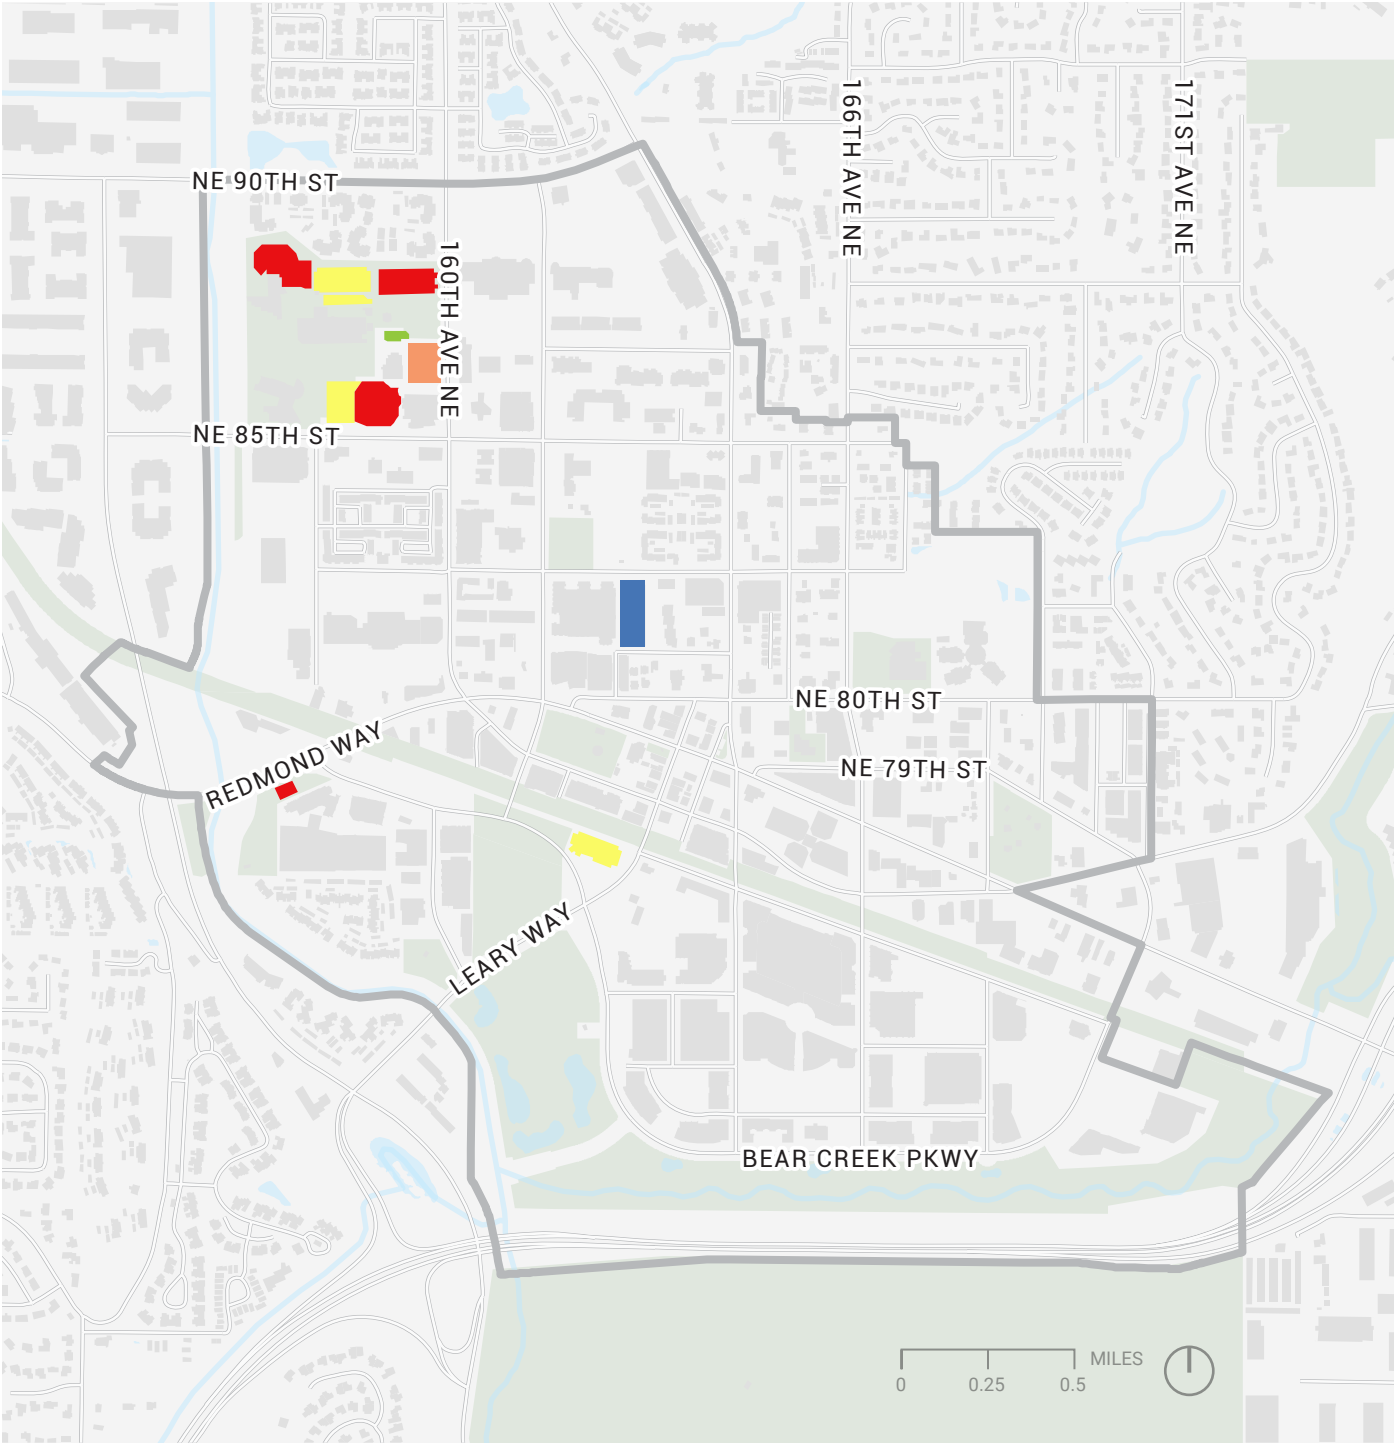 166TH AVE NE
171ST AVE NE
NE 90TH ST
160TH AVE NE
NE 85TH ST
NE 80TH ST
REDMOND WAY
NE 79TH ST
LEARY WAY
BEAR CREEK PKWY
MILES
0 0.25 0.5